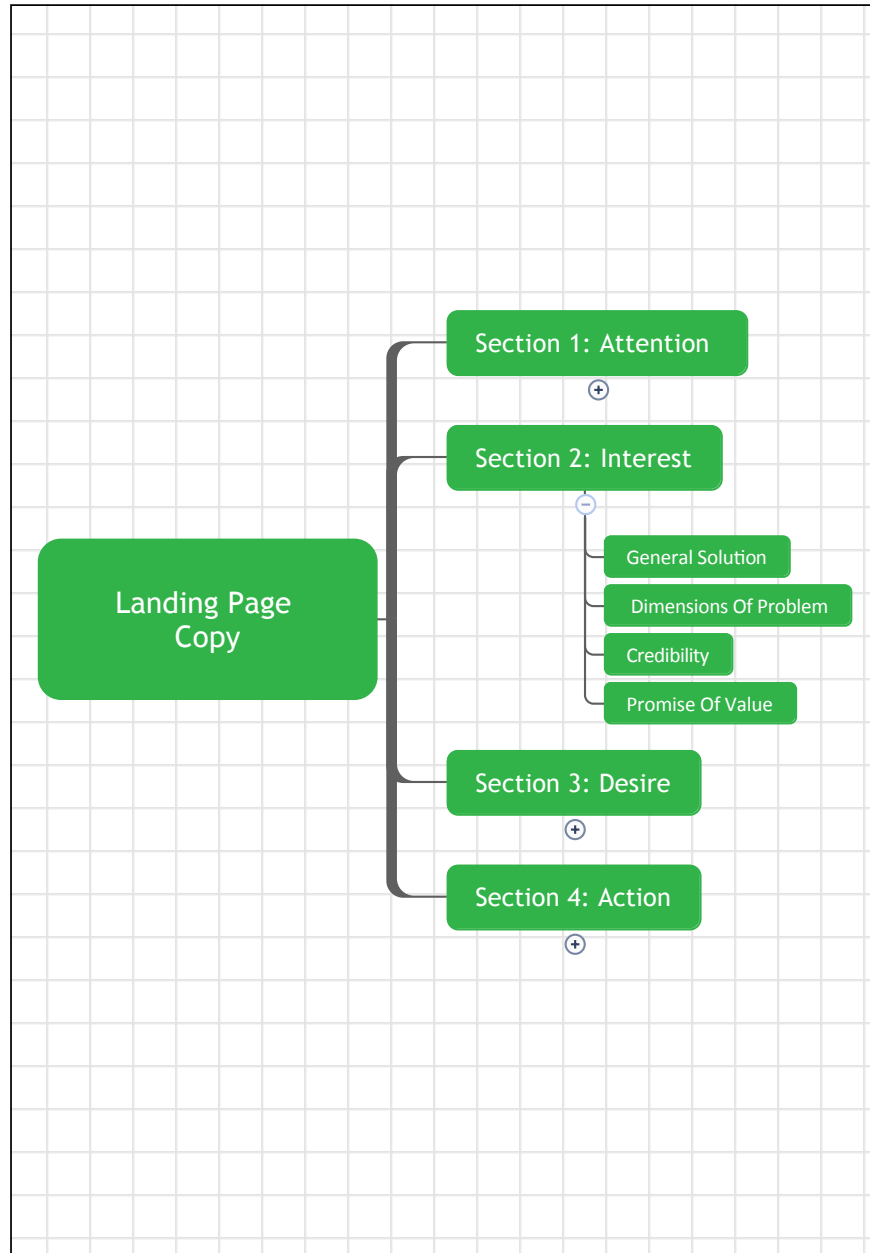 Section 1: Attention
Section 2: Interest
General Solution
Landing Page
Copy
Dimensions Of Problem
Credibility
Promise Of Value
Section 3: Desire
Section 4: Action